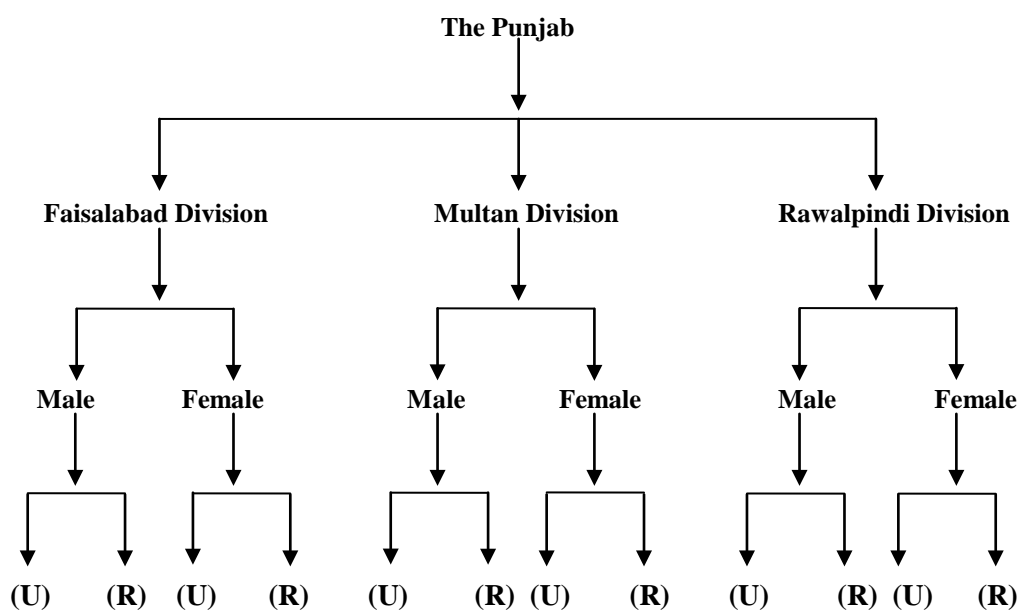 The Punjab
Faisalabad Division Multan Division Rawalpindi Division
Male Female Male Female Male Female
(U) (R) (U) (R) (U) (R) (U) (R) (U) (R) (U) (R)